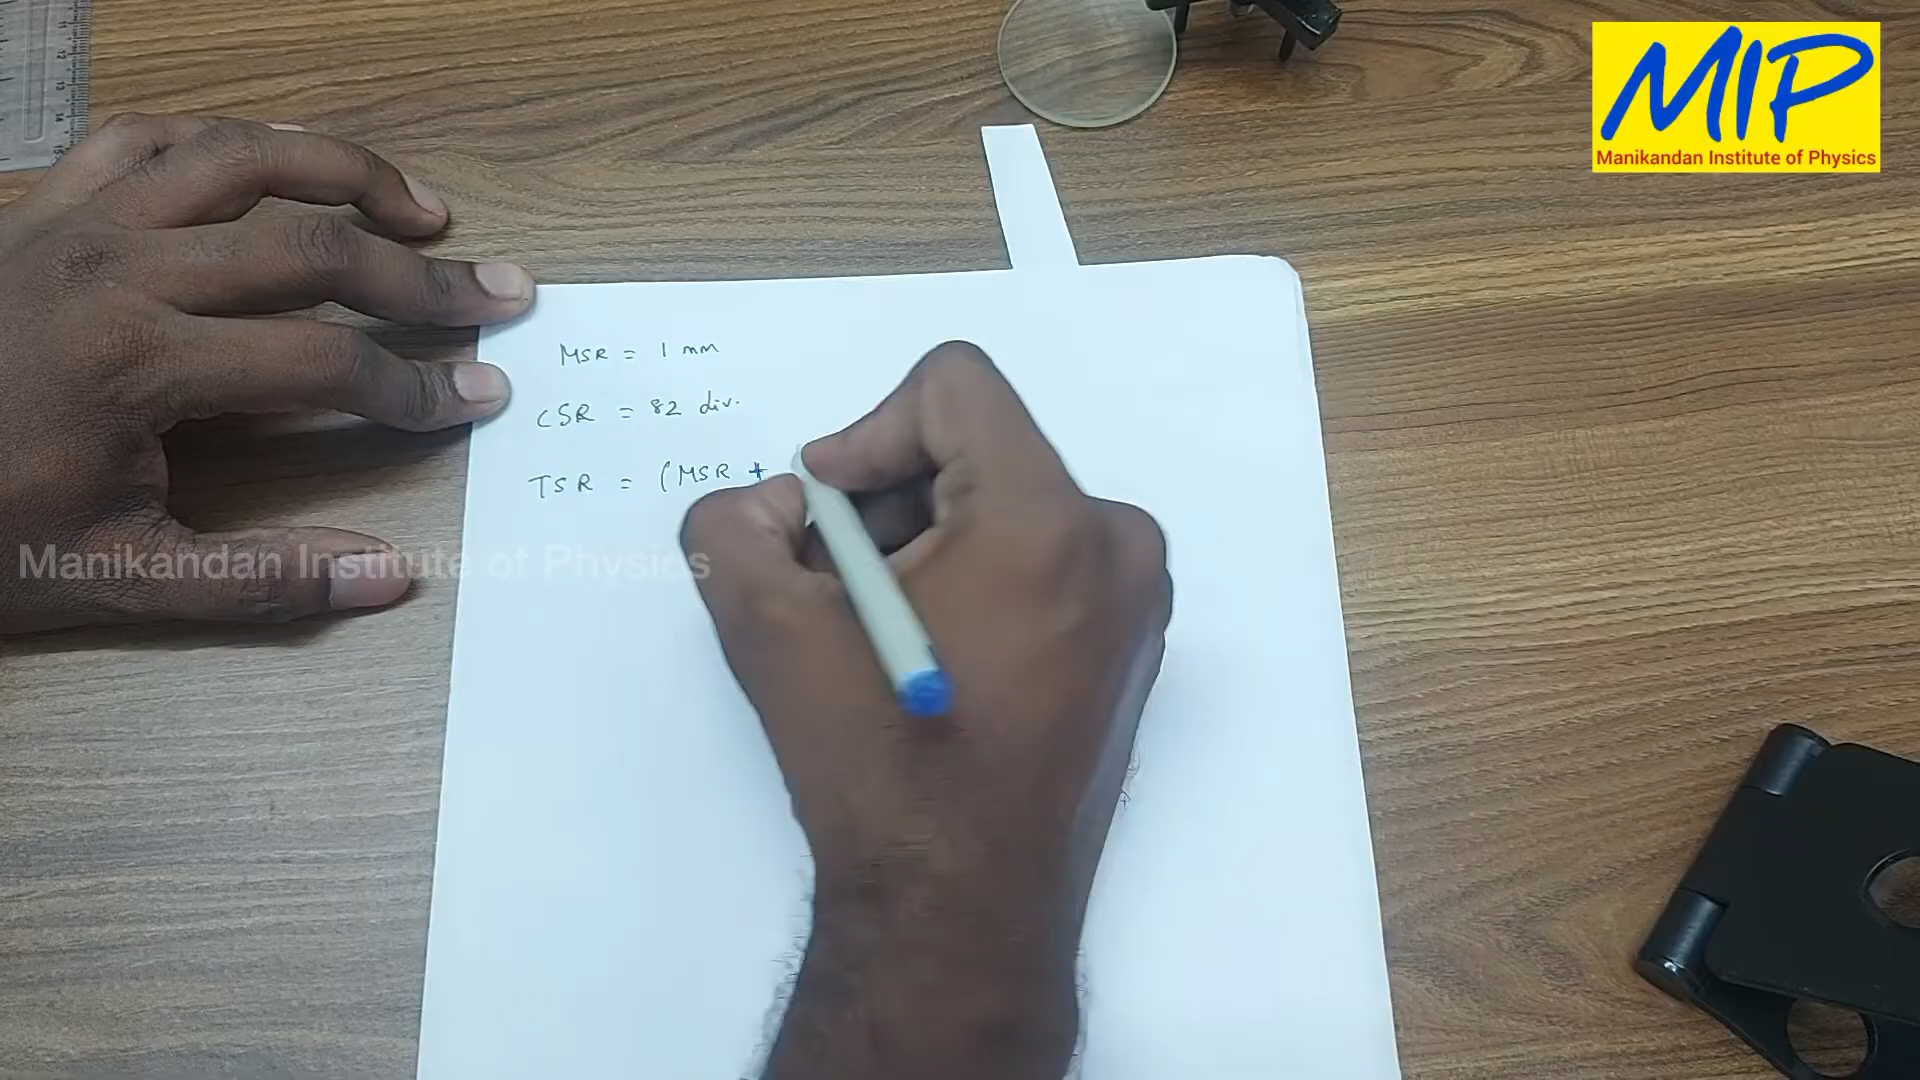 MIP
Manikandan Institute of Physics
MSR = 1 mm
CSR = 82 div.
TSR = (MSR +
Manikandan Institute of Physics